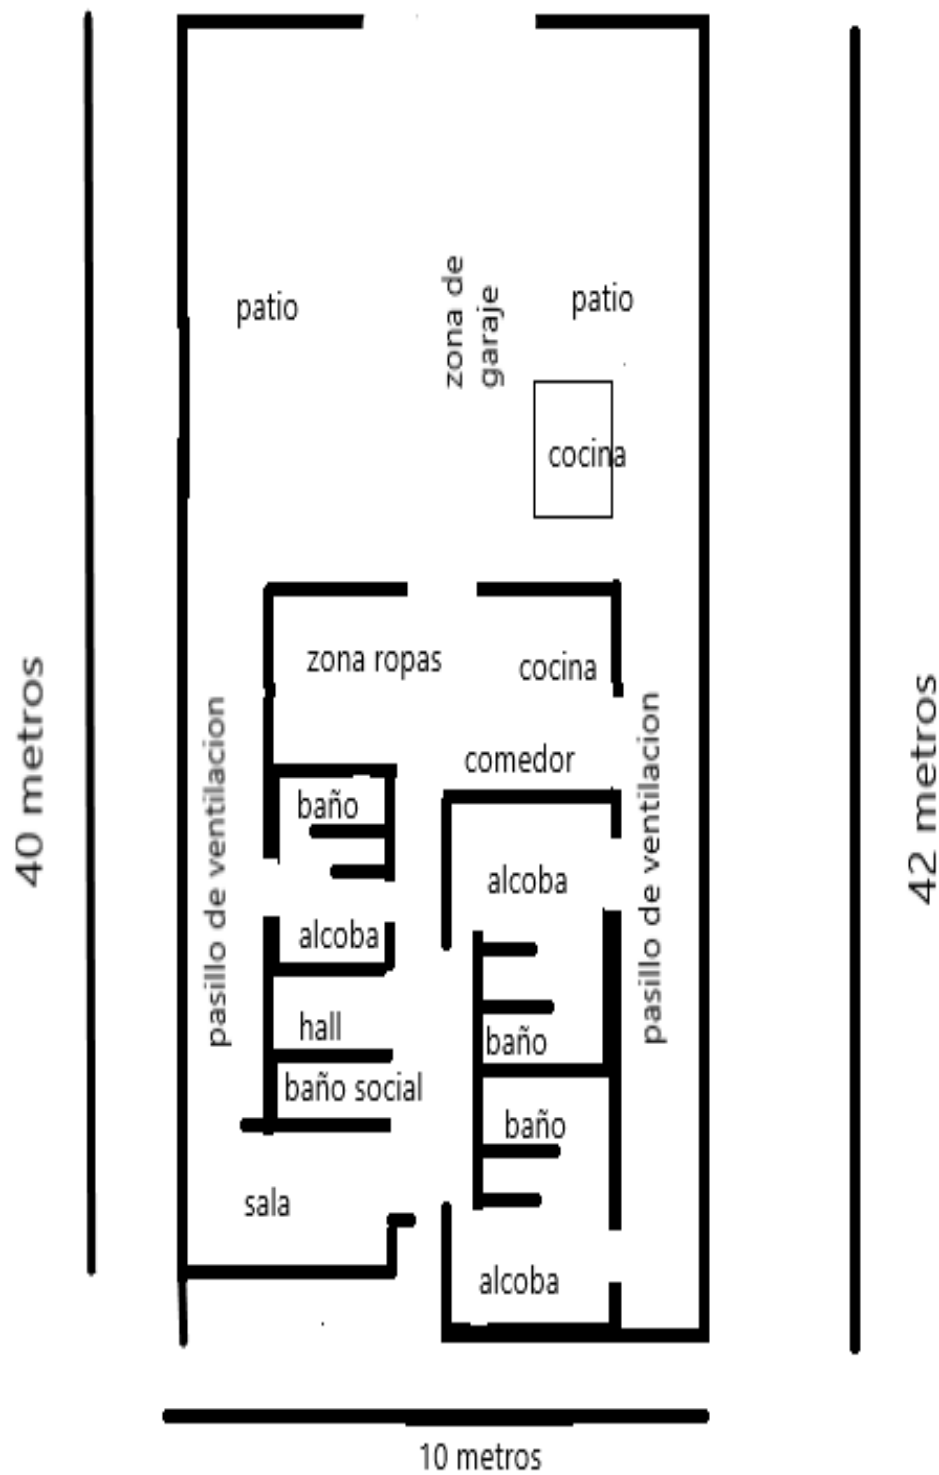 patio
zona de
garaje
patio
cocina
zona ropas
cocina
comedor
40 metros
pasillo de ventilacion
pasillo de ventilacion
42 metros
baño
alcoba
alcoba
hall
baño
baño social
baño
sala
alcoba
10 metros